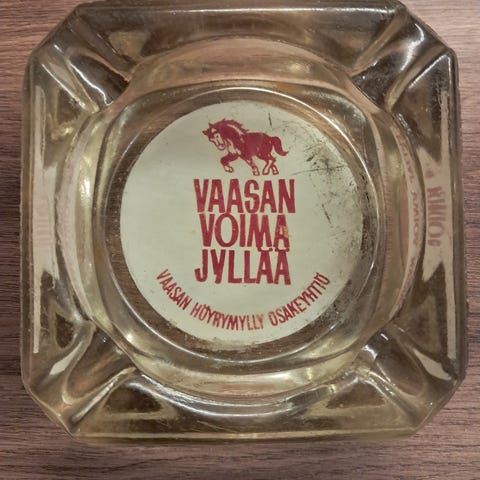 VAASAN
VOIMA
JYLLÄÄ
VAASAN HÖYRYMYLLY OSAKEYHTIÖ